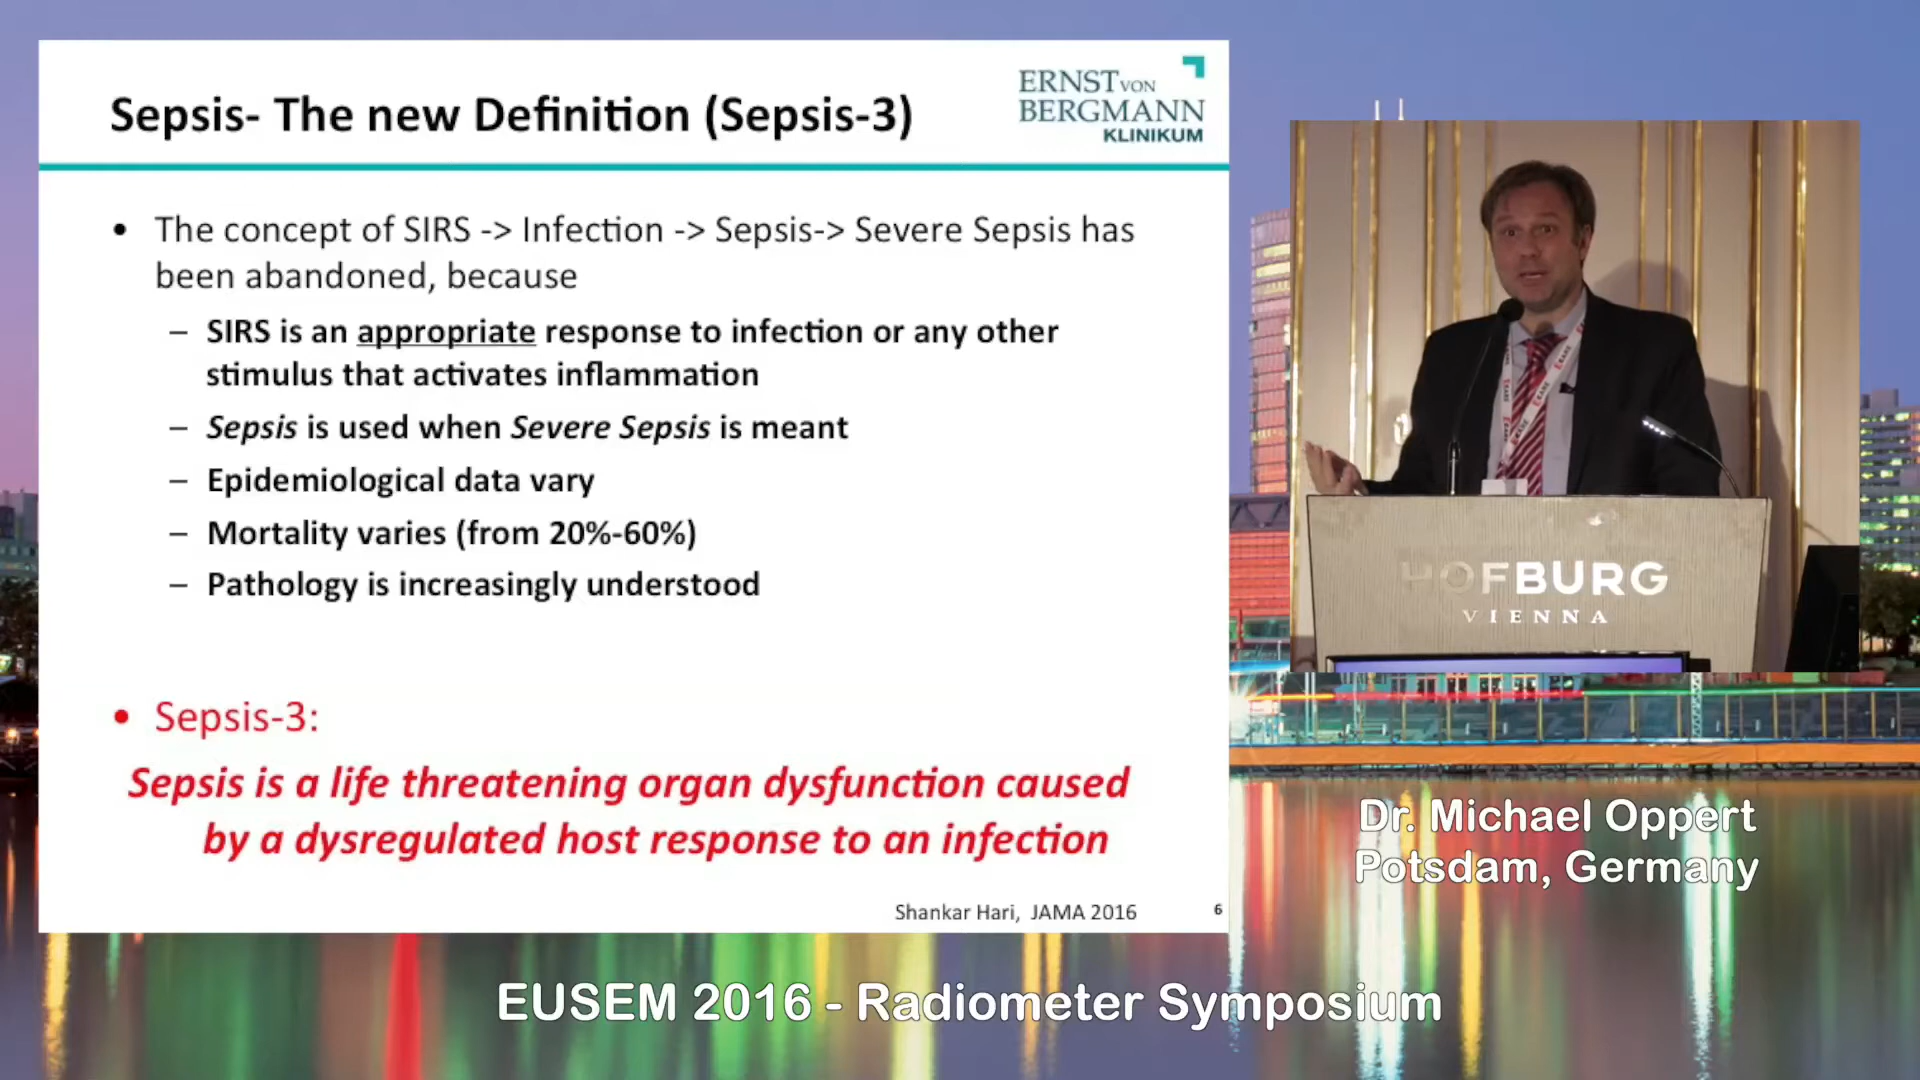 Sepsis- The new Definition (Sepsis-3)
ERNST VON
BERGMANN
KLINIKUM
• The concept of SIRS -> Infection -> Sepsis-> Severe Sepsis has
been abandoned, because
– SIRS is an appropriate response to infection or any other
stimulus that activates inflammation
– Sepsis is used when Severe Sepsis is meant
– Epidemiological data vary
– Mortality varies (from 20%-60%)
– Pathology is increasingly understood
• Sepsis-3:
Sepsis is a life threatening organ dysfunction caused
by a dysregulated host response to an infection
Shankar Hari, JAMA 2016
6
HOFBURG
VIENNA
Dr. Michael Oppert
Potsdam, Germany
EUSEM 2016 - Radiometer Symposium